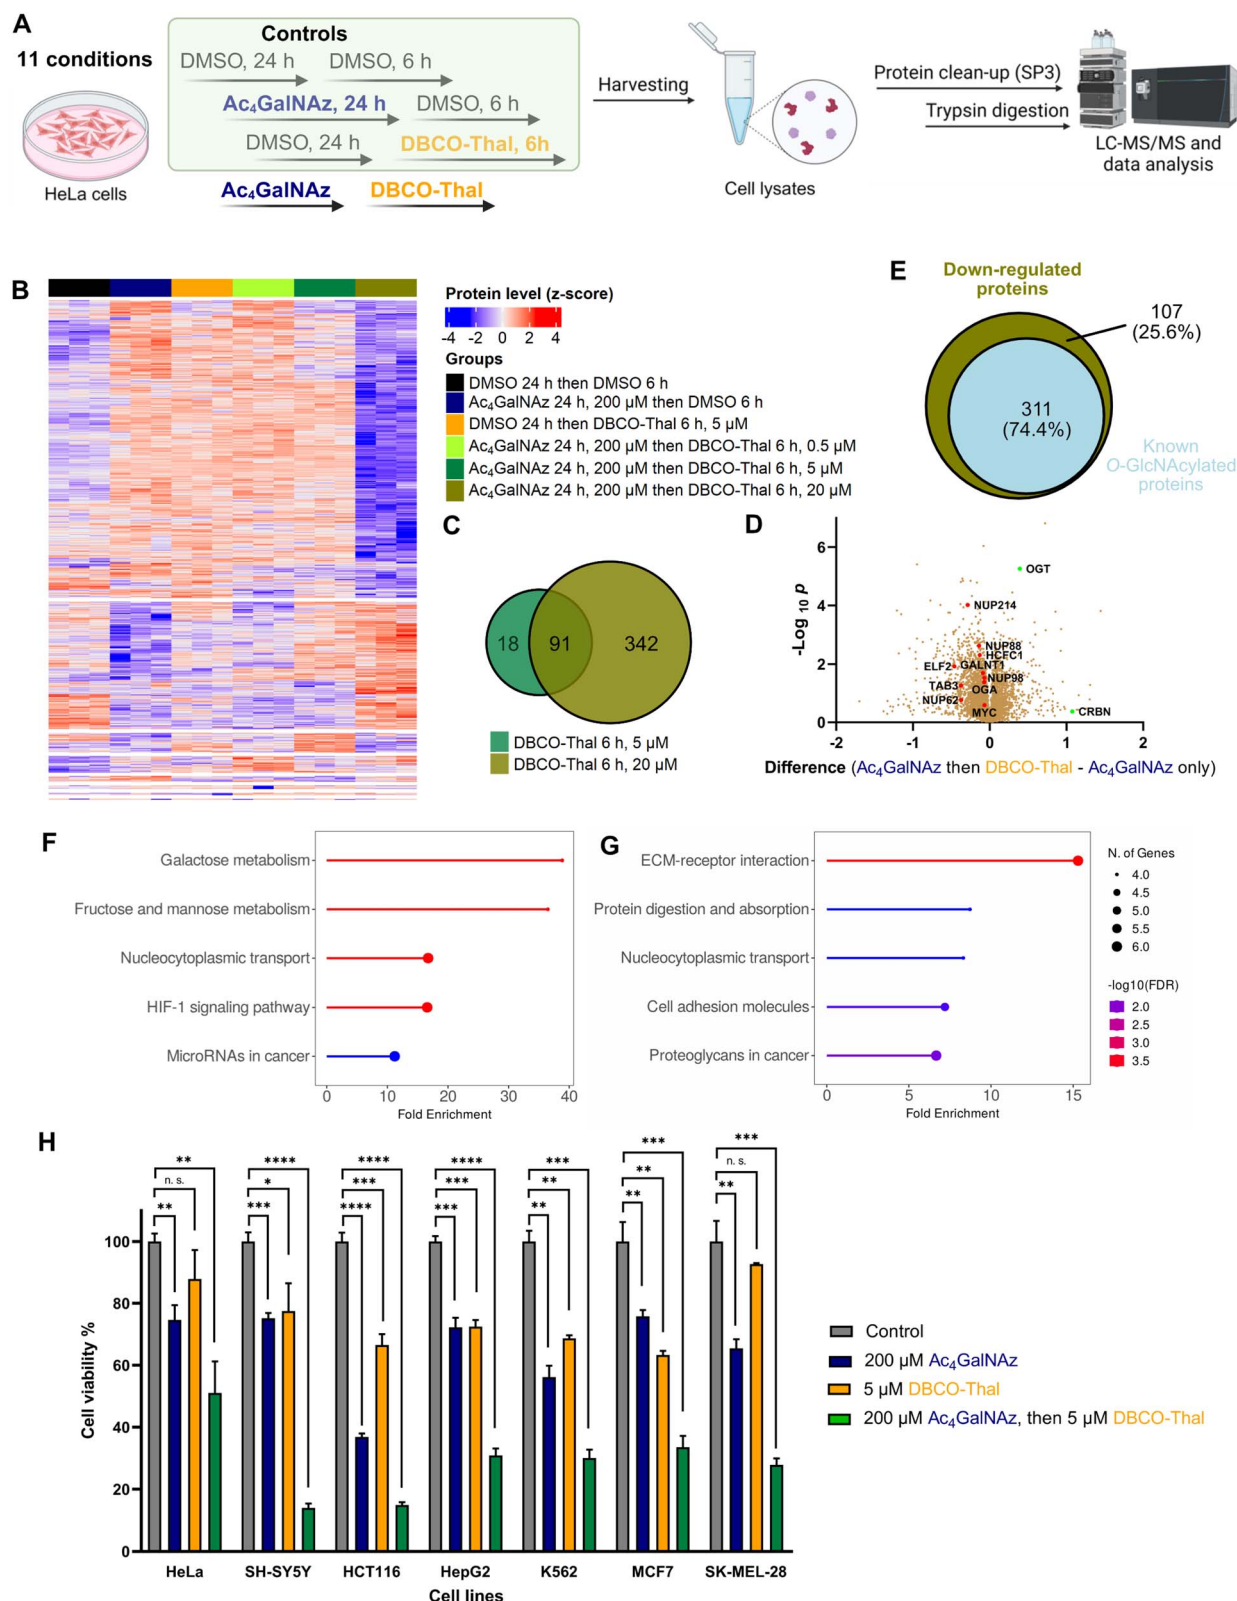 A
11 conditions
HeLa cells
Controls
DMSO, 24 h
DMSO, 6 h
Ac₄GalNAz, 24 h
DMSO, 6 h
DMSO, 24 h
DBCO-Thal, 6h
Ac₄GalNAz
DBCO-Thal
Harvesting
Cell lysates
Protein clean-up (SP3)
Trypsin digestion
LC-MS/MS and
data analysis
B
Protein level (z-score)
-4 -2 0 2 4
Groups
DMSO 24 h then DMSO 6 h
Ac₄GalNAz 24 h, 200 µM then DMSO 6 h
DMSO 24 h then DBCO-Thal 6 h, 5 µM
Ac₄GalNAz 24 h, 200 µM then DBCO-Thal 6 h, 0.5 µM
Ac₄GalNAz 24 h, 200 µM then DBCO-Thal 6 h, 5 µM
Ac₄GalNAz 24 h, 200 µM then DBCO-Thal 6 h, 20 µM
C
18
91
342
DBCO-Thal 6 h, 5 µM
DBCO-Thal 6 h, 20 µM
E
Down-regulated
proteins
107
(25.6%)
311
(74.4%)
Known
O-GlcNAcylated
proteins
D
-Log 10 p
6
4
2
0
OGT
NUP214
NUP88
HCFC1
ELF2
GALNT1
NUP98
TAB3
OGA
NUP62
MYC
CRBN
-2 -1 0 1 2
Difference (Ac₄GalNAz then DBCO-Thal - Ac₄GalNAz only)
F
Galactose metabolism
Fructose and mannose metabolism
Nucleocytoplasmic transport
HIF-1 signaling pathway
MicroRNAs in cancer
0 10 20 30 40
Fold Enrichment
G
ECM-receptor interaction
Protein digestion and absorption
Nucleocytoplasmic transport
Cell adhesion molecules
Proteoglycans in cancer
0 5 10 15
Fold Enrichment
N. of Genes
4.0
4.5
5.0
5.5
6.0
-log10(FDR)
2.0
2.5
3.0
3.5
H
** n. s. **
*** * ****
**** *** ****
*** *** ****
** ** ***
** ** ***
** n. s. ***
Cell viability %
100
80
60
40
20
0
HeLa SH-SY5Y HCT116 HepG2 K562 MCF7 SK-MEL-28
Cell lines
Control
200 µM Ac₄GalNAz
5 µM DBCO-Thal
200 µM Ac₄GalNAz, then 5 µM DBCO-Thal